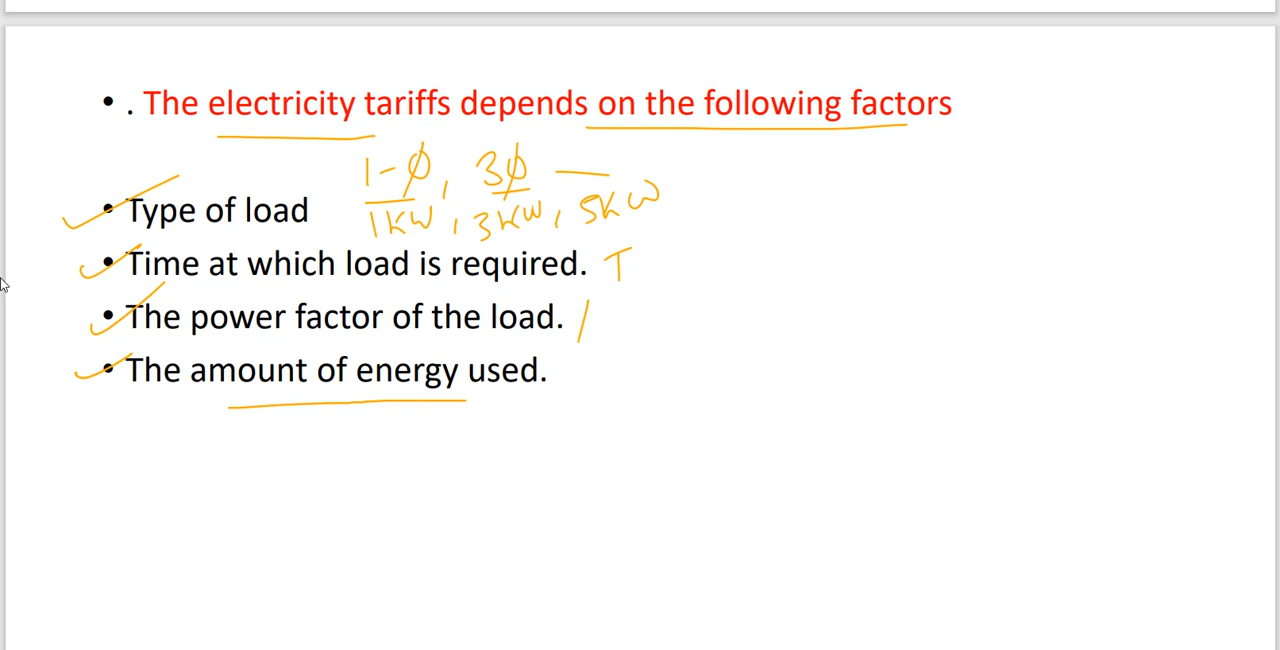 • . The electricity tariffs depends on the following factors
1-ϕ, 3ϕ —
• Type of load
1KW, 3KW, 5KW
• Time at which load is required. T
• The power factor of the load. /
• The amount of energy used.